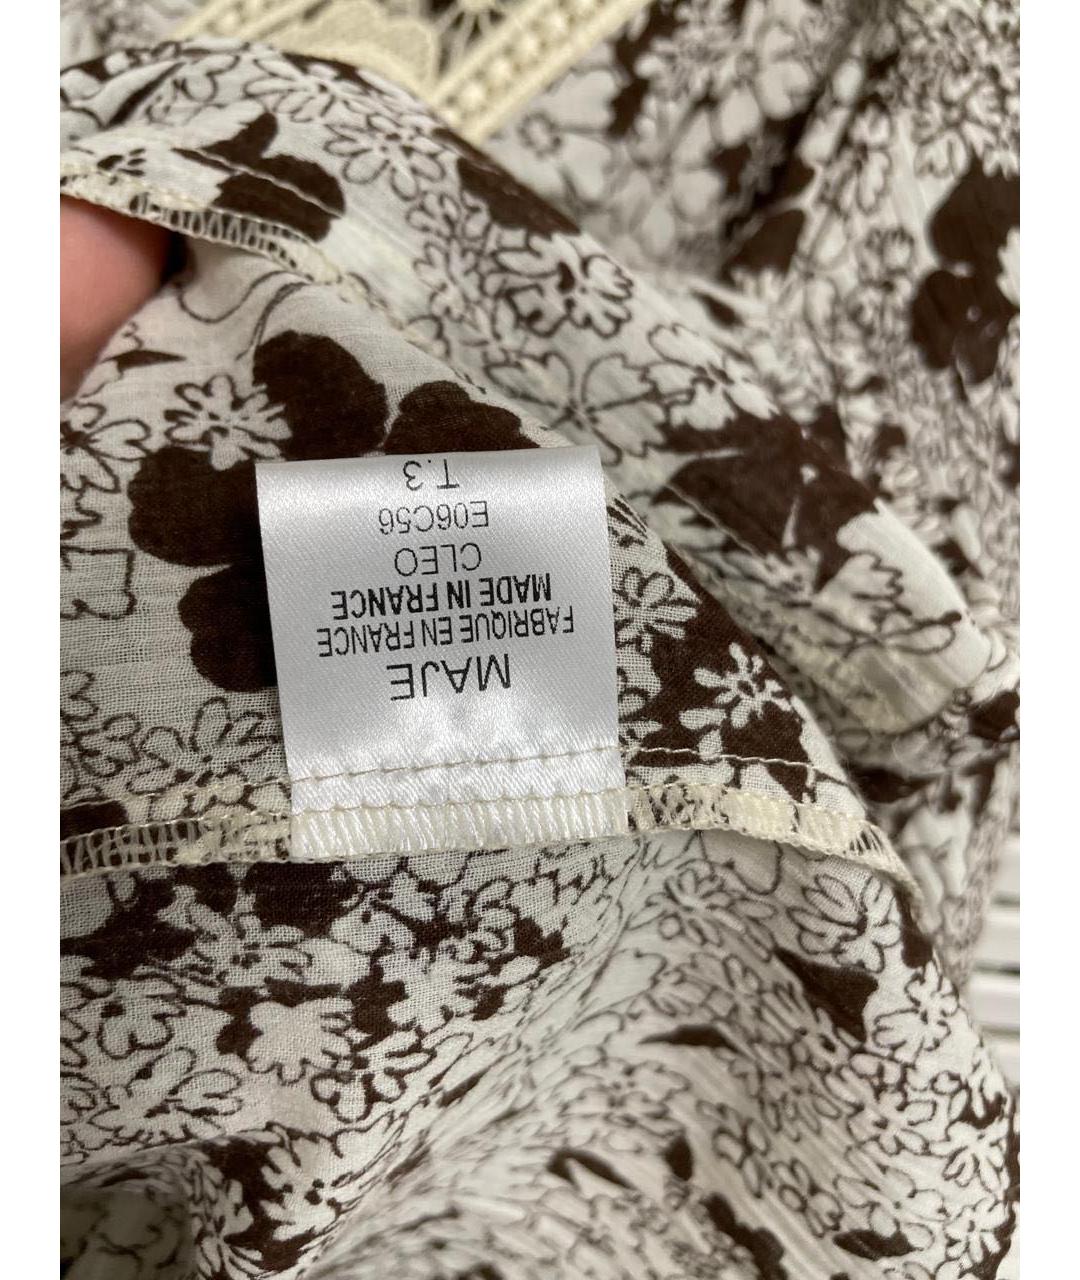 MAJE
FABRIQUE EN FRANCE
MADE IN FRANCE
CLEO
E06C56
T.3